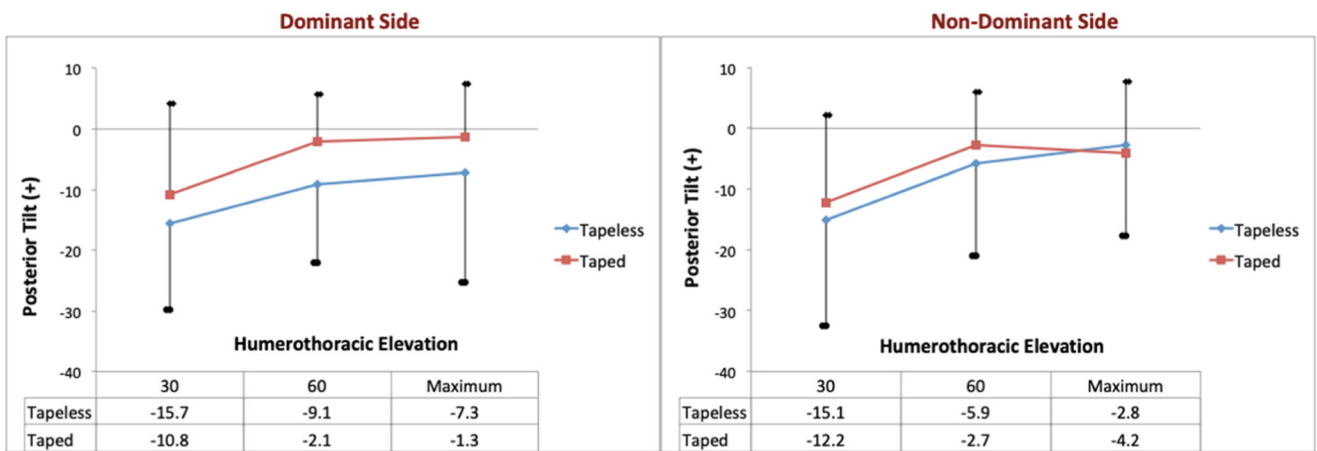 Dominant Side
10
0
-10
-20
-30
-40
Posterior Tilt (+)
Tapeless
Taped
Humerothoracic Elevation
30 60 Maximum
Tapeless -15.7 -9.1 -7.3
Taped -10.8 -2.1 -1.3
Non-Dominant Side
10
0
-10
-20
-30
-40
Posterior Tilt (+)
Tapeless
Taped
Humerothoracic Elevation
30 60 Maximum
Tapeless -15.1 -5.9 -2.8
Taped -12.2 -2.7 -4.2